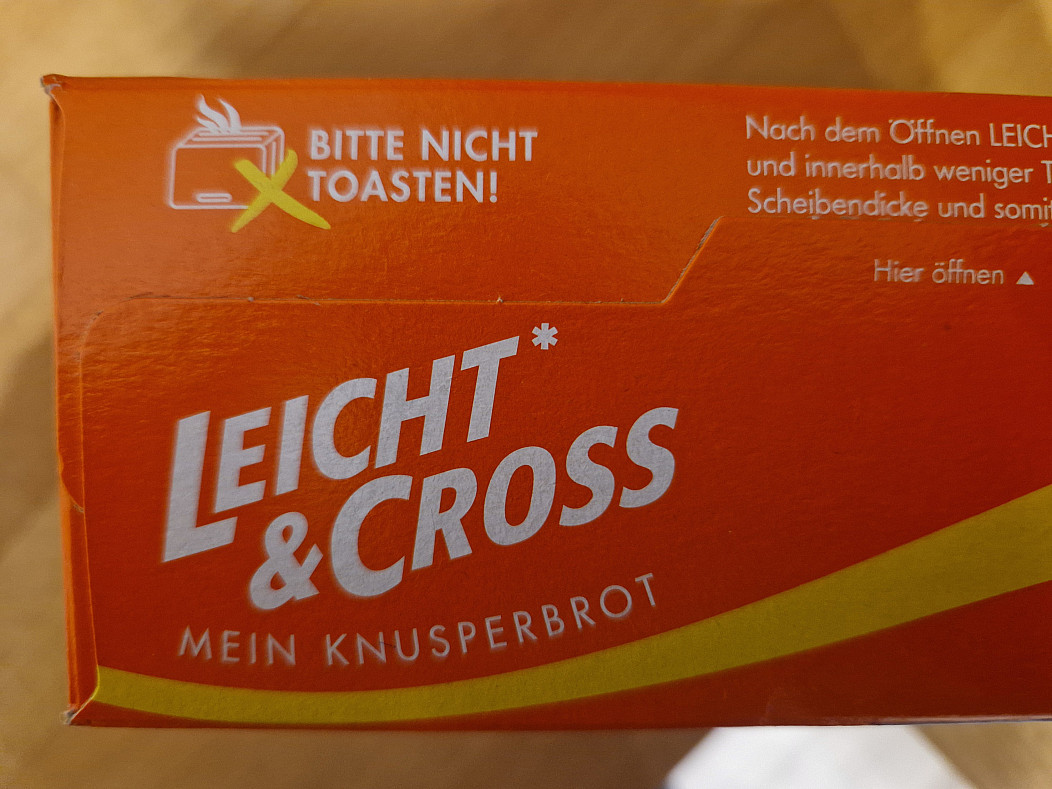 BITTE NICHT
TOASTEN!
Nach dem Öffnen
und innerhalb weniger
Scheibendicke und
Hier öffnen ▲
LEICHT*
&CROSS
MEIN KNUSPERBROT